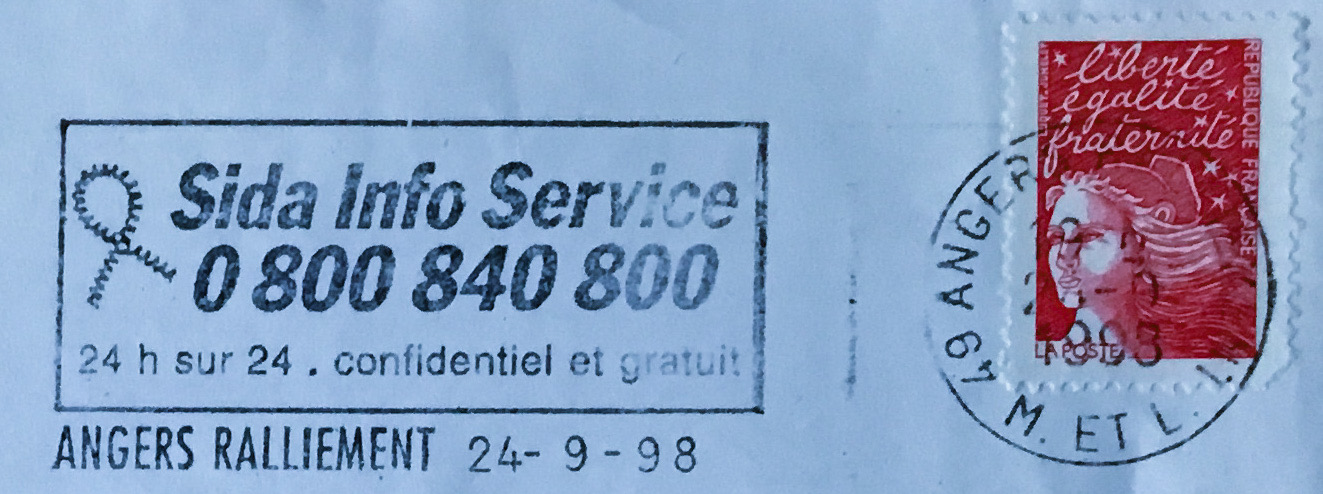 Sida Info Service
0 800 840 800
24 h sur 24 . confidentiel et gratuit
ANGERS RALLIEMENT 24-9-98
liberté
égalité
fraternité
REPUBLIQUE FRANÇAISE
LA POSTE
49 ANGERS
M. ET L.